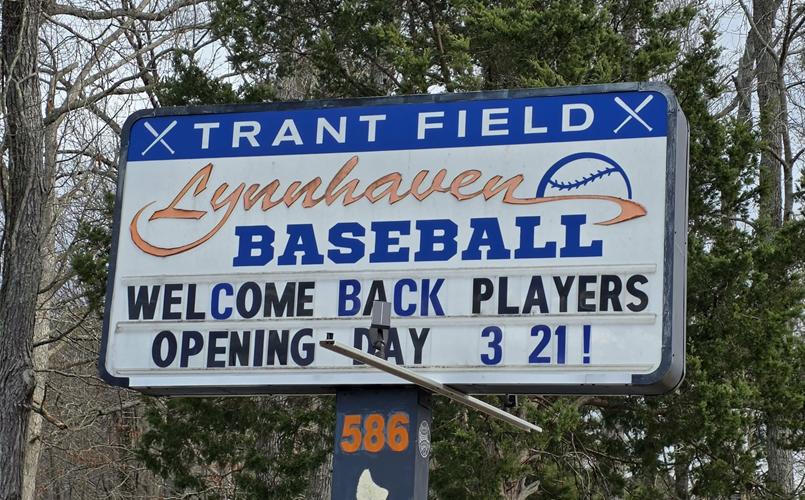 TRANT FIELD
Lynnhaven
BASEBALL
WELCOME BACK PLAYERS
OPENING DAY 3 21!
586